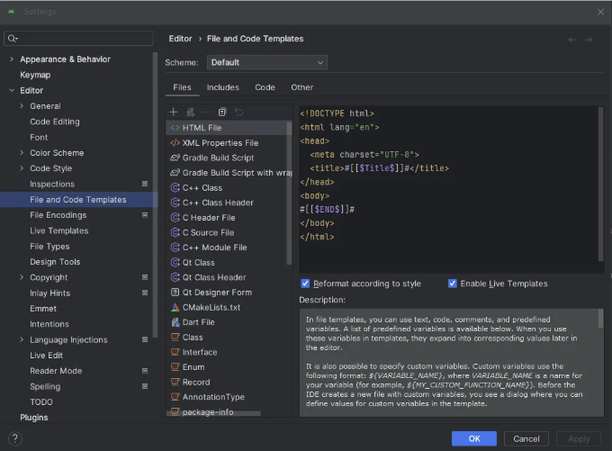 Settings
Appearance & Behavior
Keymap
Editor
General
Code Editing
Font
Color Scheme
Code Style
Inspections
File and Code Templates
File Encodings
Live Templates
File Types
Design Tools
Copyright
Inlay Hints
Emmet
Intentions
Language Injections
Live Edit
Reader Mode
Spelling
TODO
Plugins
Editor › File and Code Templates
Scheme: Default
Files Includes Code Other
HTML File
XML Properties File
Gradle Build Script
Gradle Build Script with wrap
C++ Class
C++ Class Header
C Header File
C Source File
C++ Module File
Qt Class
Qt Class Header
Qt Designer Form
CMakeLists.txt
Dart File
Class
Interface
Enum
Record
AnnotationType
package-info
<!DOCTYPE html>
<html lang="en">
<head>
<meta charset="UTF-8">
<title>#[[$Title$]]#</title>
</head>
<body>
#[[$END$]]#
</body>
</html>
Reformat according to style Enable Live Templates
Description:
In file templates, you can use text, code, comments, and predefined
variables. A list of predefined variables is available below. When you use
these variables in templates, they expand into corresponding values later in
the editor.
It is also possible to specify custom variables. Custom variables use the
following format: ${VARIABLE_NAME}, where VARIABLE_NAME is a name for
your variable (for example, ${MY_CUSTOM_FUNCTION_NAME}). Before the
IDE creates a new file with custom variables, you see a dialog where you can
define values for custom variables in the template.
? OK Cancel Apply